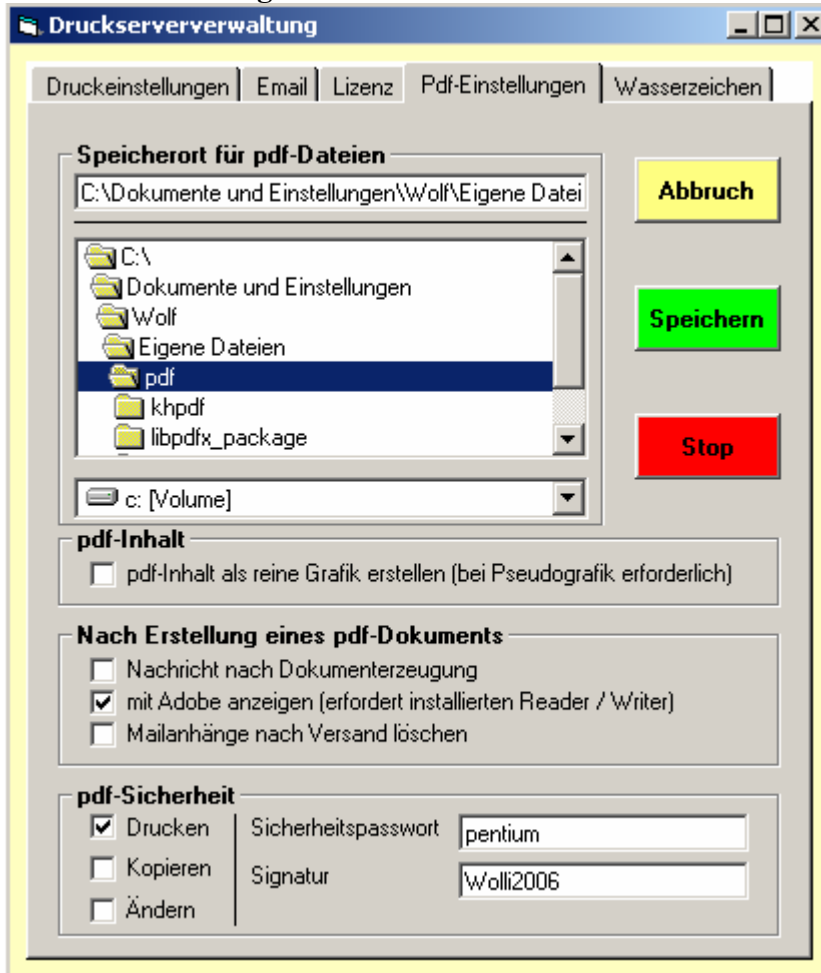 Druckserververwaltung
Druckeinstellungen Email Lizenz Pdf-Einstellungen Wasserzeichen
Speicherort für pdf-Dateien
C:\Dokumente und Einstellungen\Wolf\Eigene Datei
C:\
Dokumente und Einstellungen
Wolf
Eigene Dateien
pdf
khpdf
libpdfx_package
c: [Volume]
Abbruch
Speichern
Stop
pdf-Inhalt
pdf-Inhalt als reine Grafik erstellen (bei Pseudografik erforderlich)
Nach Erstellung eines pdf-Dokuments
Nachricht nach Dokumenterzeugung
mit Adobe anzeigen (erfordert installierten Reader / Writer)
Mailanhänge nach Versand löschen
pdf-Sicherheit
Drucken
Kopieren
Ändern
Sicherheitspasswort pentium
Signatur Wolli2006